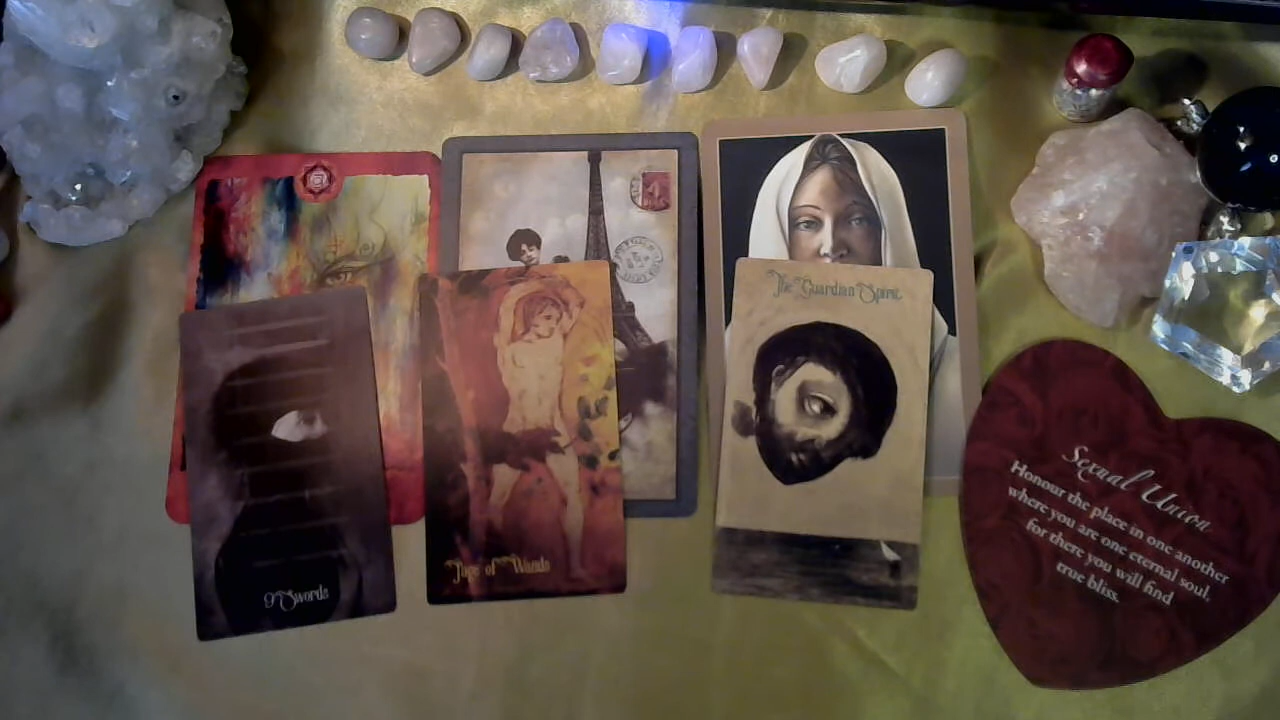 The Guardian Spirit
9 Swords
Page of Wands
Sexual Union
Honour the place in one another
where you are one eternal soul,
for there you will find
true bliss.